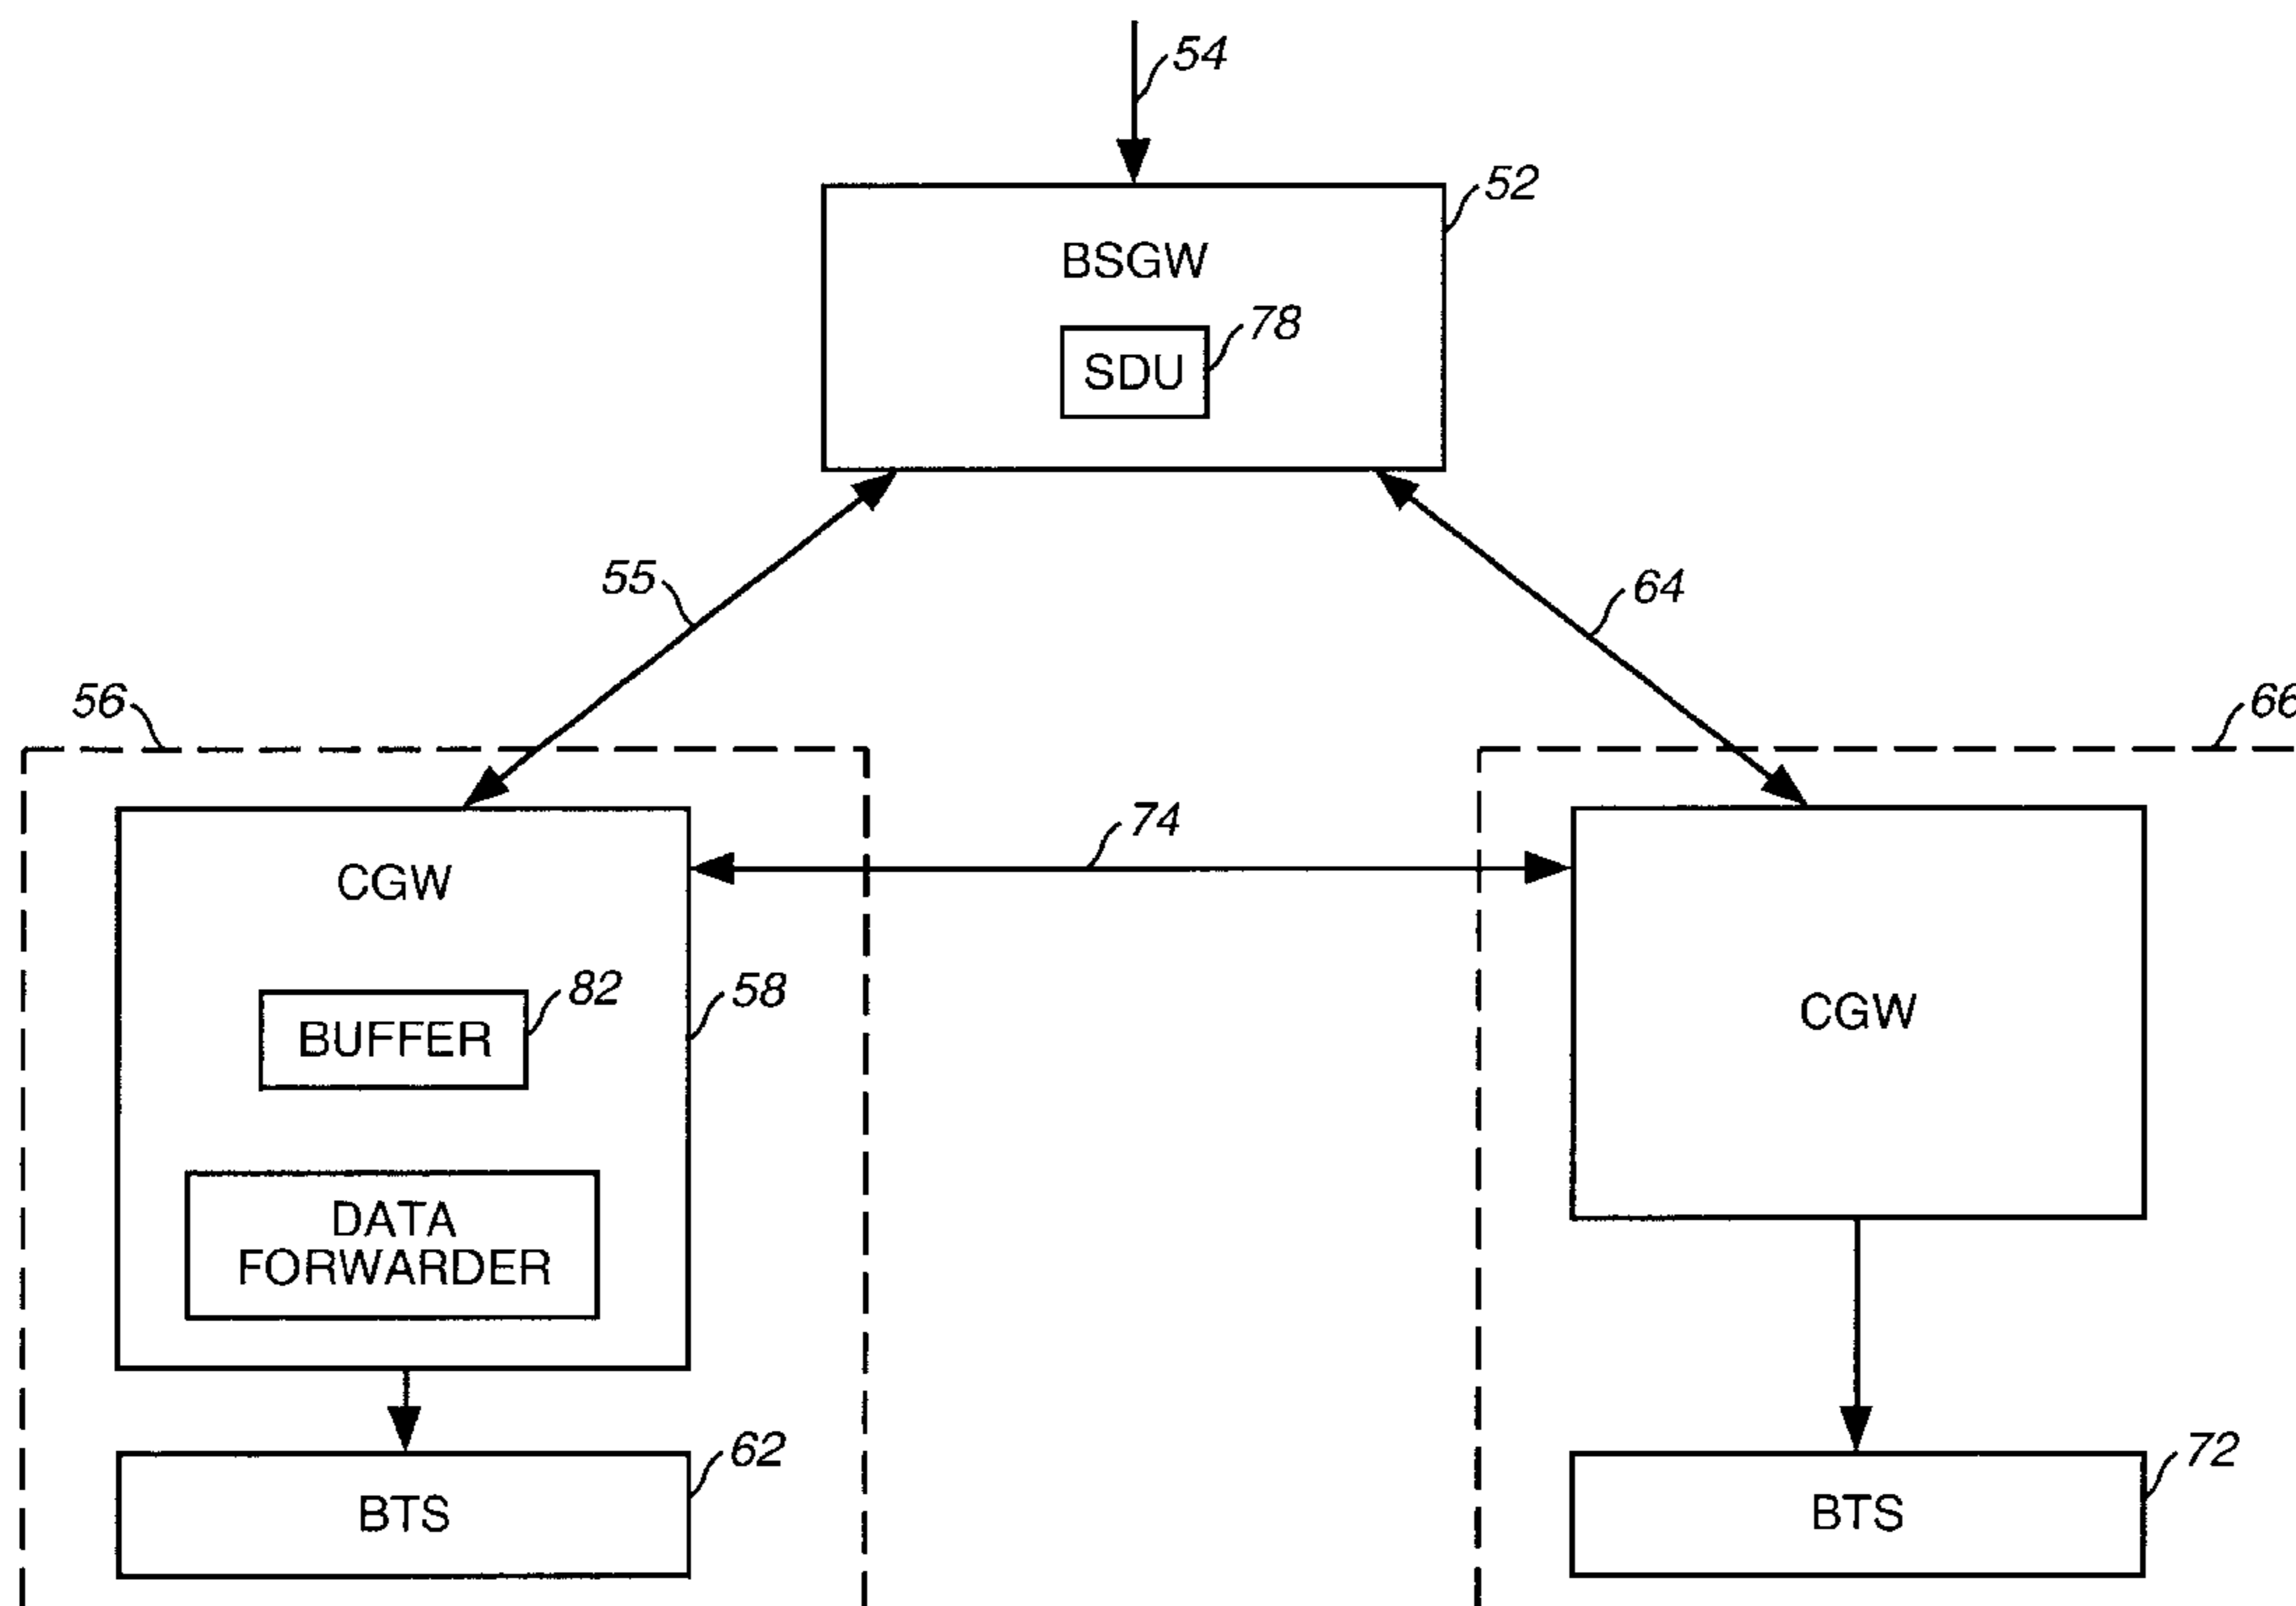 54
52
BSGW
78
SDU
55
64
56
66
74
CGW
82
58
BUFFER
CGW
DATA
FORWARDER
62
BTS
72
BTS